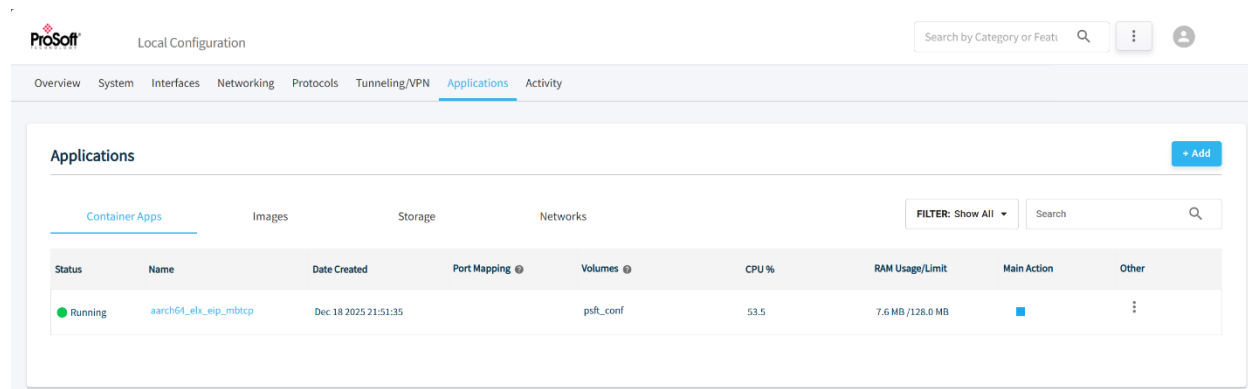 ProSoft
TECHNOLOGY
Local Configuration
Search by Category or Featu
Overview System Interfaces Networking Protocols Tunneling/VPN Applications Activity
Applications
+ Add
Container Apps Images Storage Networks
FILTER: Show All
Search
Status Name Date Created Port Mapping Volumes CPU % RAM Usage/Limit Main Action Other
Running aarch64_elx_eip_mbtcp Dec 18 2025 21:51:35 psft_conf 53.5 7.6 MB /128.0 MB